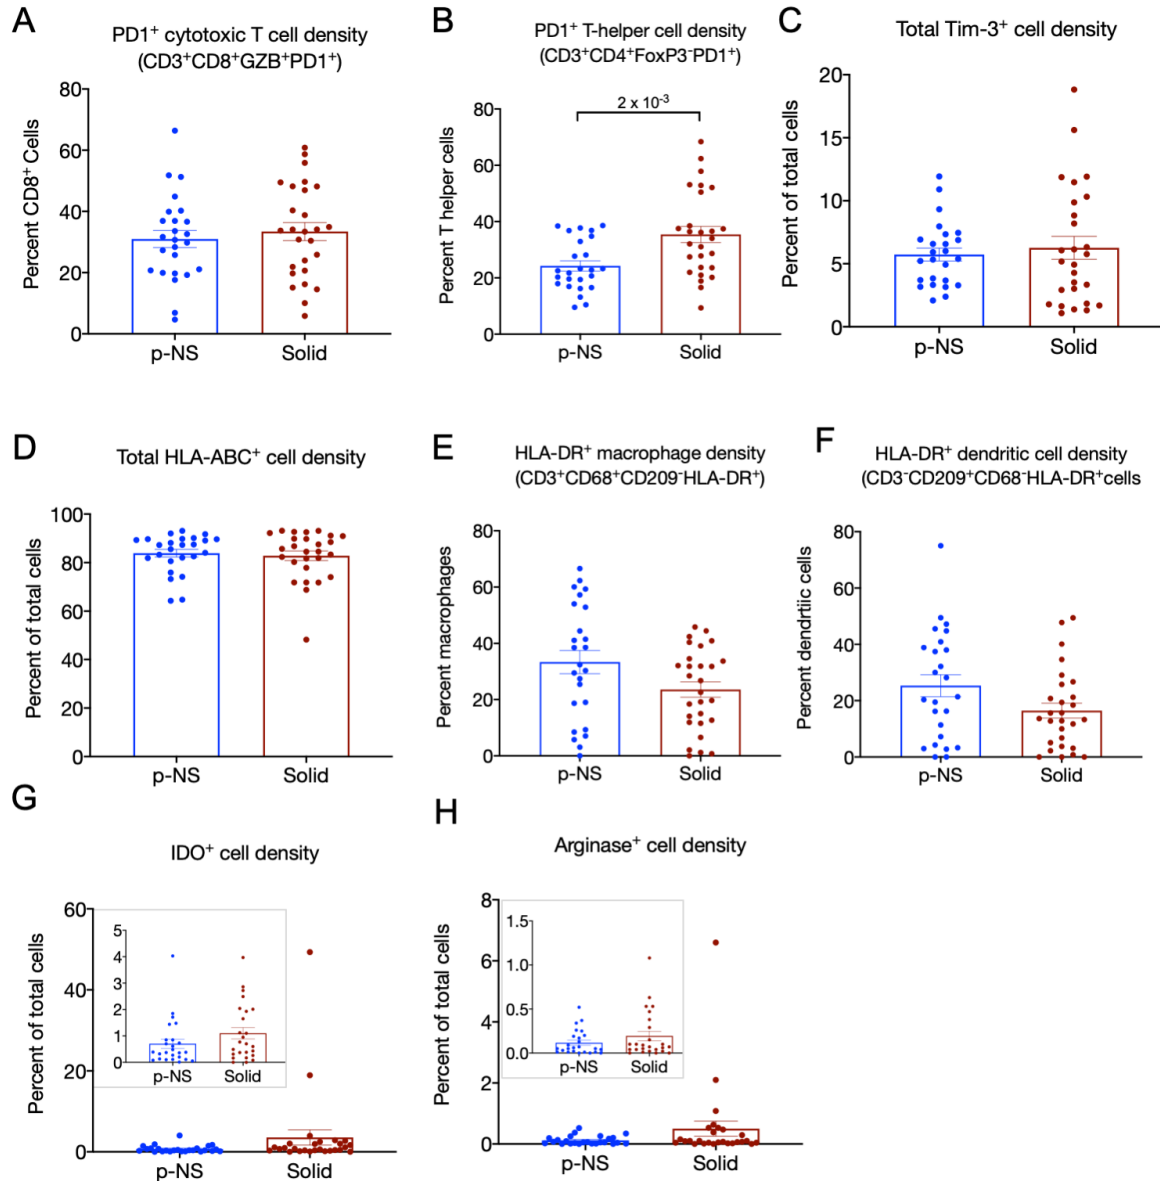 A
PD1⁺ cytotoxic T cell density
(CD3⁺CD8⁺GZB⁺PD1⁺)
Percent CD8⁺ Cells
80
60
40
20
0
p-NS
Solid
B
PD1⁺ T-helper cell density
(CD3⁺CD4⁺FoxP3⁻PD1⁺)
Percent T helper cells
2 x 10⁻³
80
60
40
20
0
p-NS
Solid
C
Total Tim-3⁺ cell density
Percent of total cells
20
15
10
5
0
p-NS
Solid
D
Total HLA-ABC⁺ cell density
Percent of total cells
100
80
60
40
20
0
p-NS
Solid
E
HLA-DR⁺ macrophage density
(CD3⁺CD68⁺CD209⁻HLA-DR⁺)
Percent macrophages
80
60
40
20
0
p-NS
Solid
F
HLA-DR⁺ dendritic cell density
(CD3⁻CD209⁺CD68⁻HLA-DR⁺cells
Percent dendrtiic cells
80
60
40
20
0
p-NS
Solid
G
IDO⁺ cell density
Percent of total cells
60
40
20
0
5
4
3
2
1
0
p-NS
Solid
p-NS
Solid
H
Arginase⁺ cell density
Percent of total cells
8
6
4
2
0
1.5
1.0
0.5
0.0
p-NS
Solid
p-NS
Solid